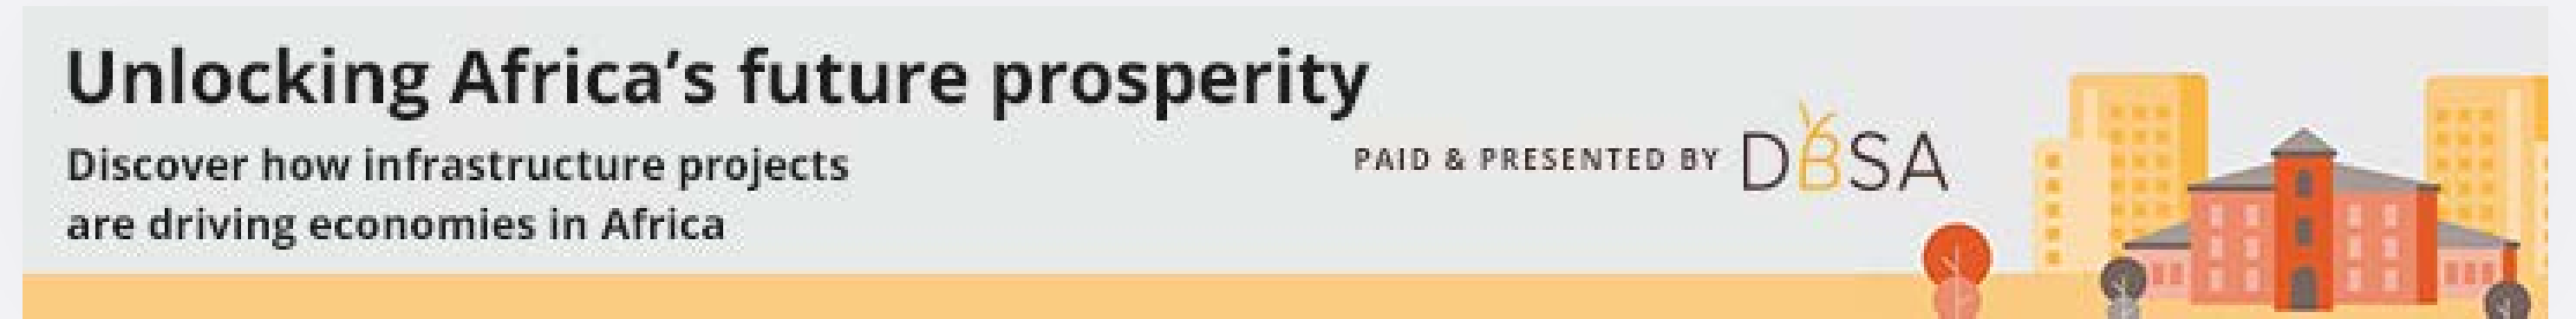 Unlocking Africa’s future prosperity
Discover how infrastructure projects
are driving economies in Africa
PAID & PRESENTED BY DBSA